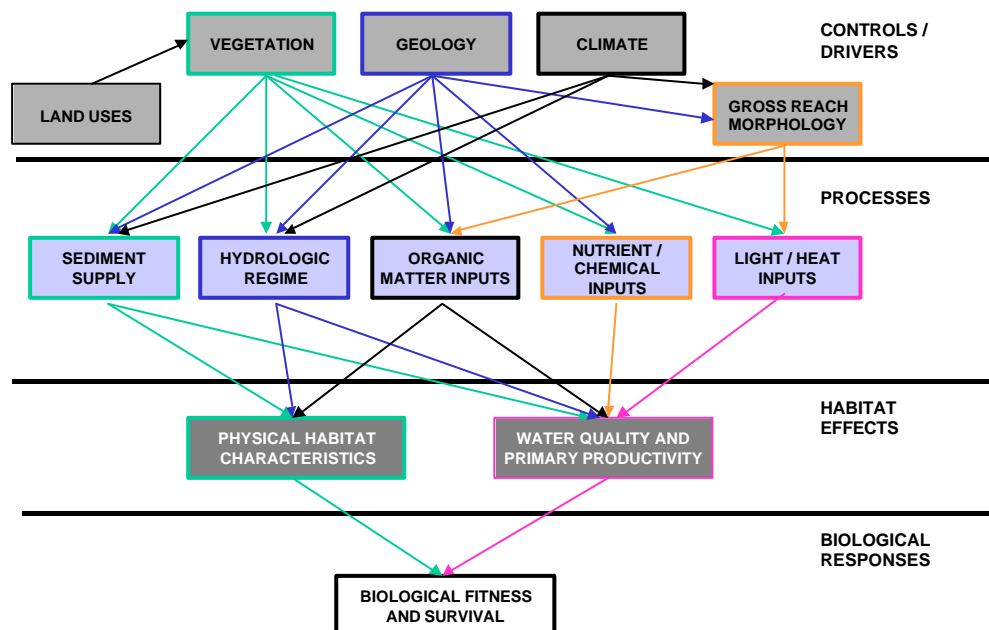 VEGETATION
GEOLOGY
CLIMATE
CONTROLS /
DRIVERS
LAND USES
GROSS REACH
MORPHOLOGY
PROCESSES
SEDIMENT
SUPPLY
HYDROLOGIC
REGIME
ORGANIC
MATTER INPUTS
NUTRIENT /
CHEMICAL
INPUTS
LIGHT / HEAT
INPUTS
HABITAT
EFFECTS
PHYSICAL HABITAT
CHARACTERISTICS
WATER QUALITY AND
PRIMARY PRODUCTIVITY
BIOLOGICAL
RESPONSES
BIOLOGICAL FITNESS
AND SURVIVAL